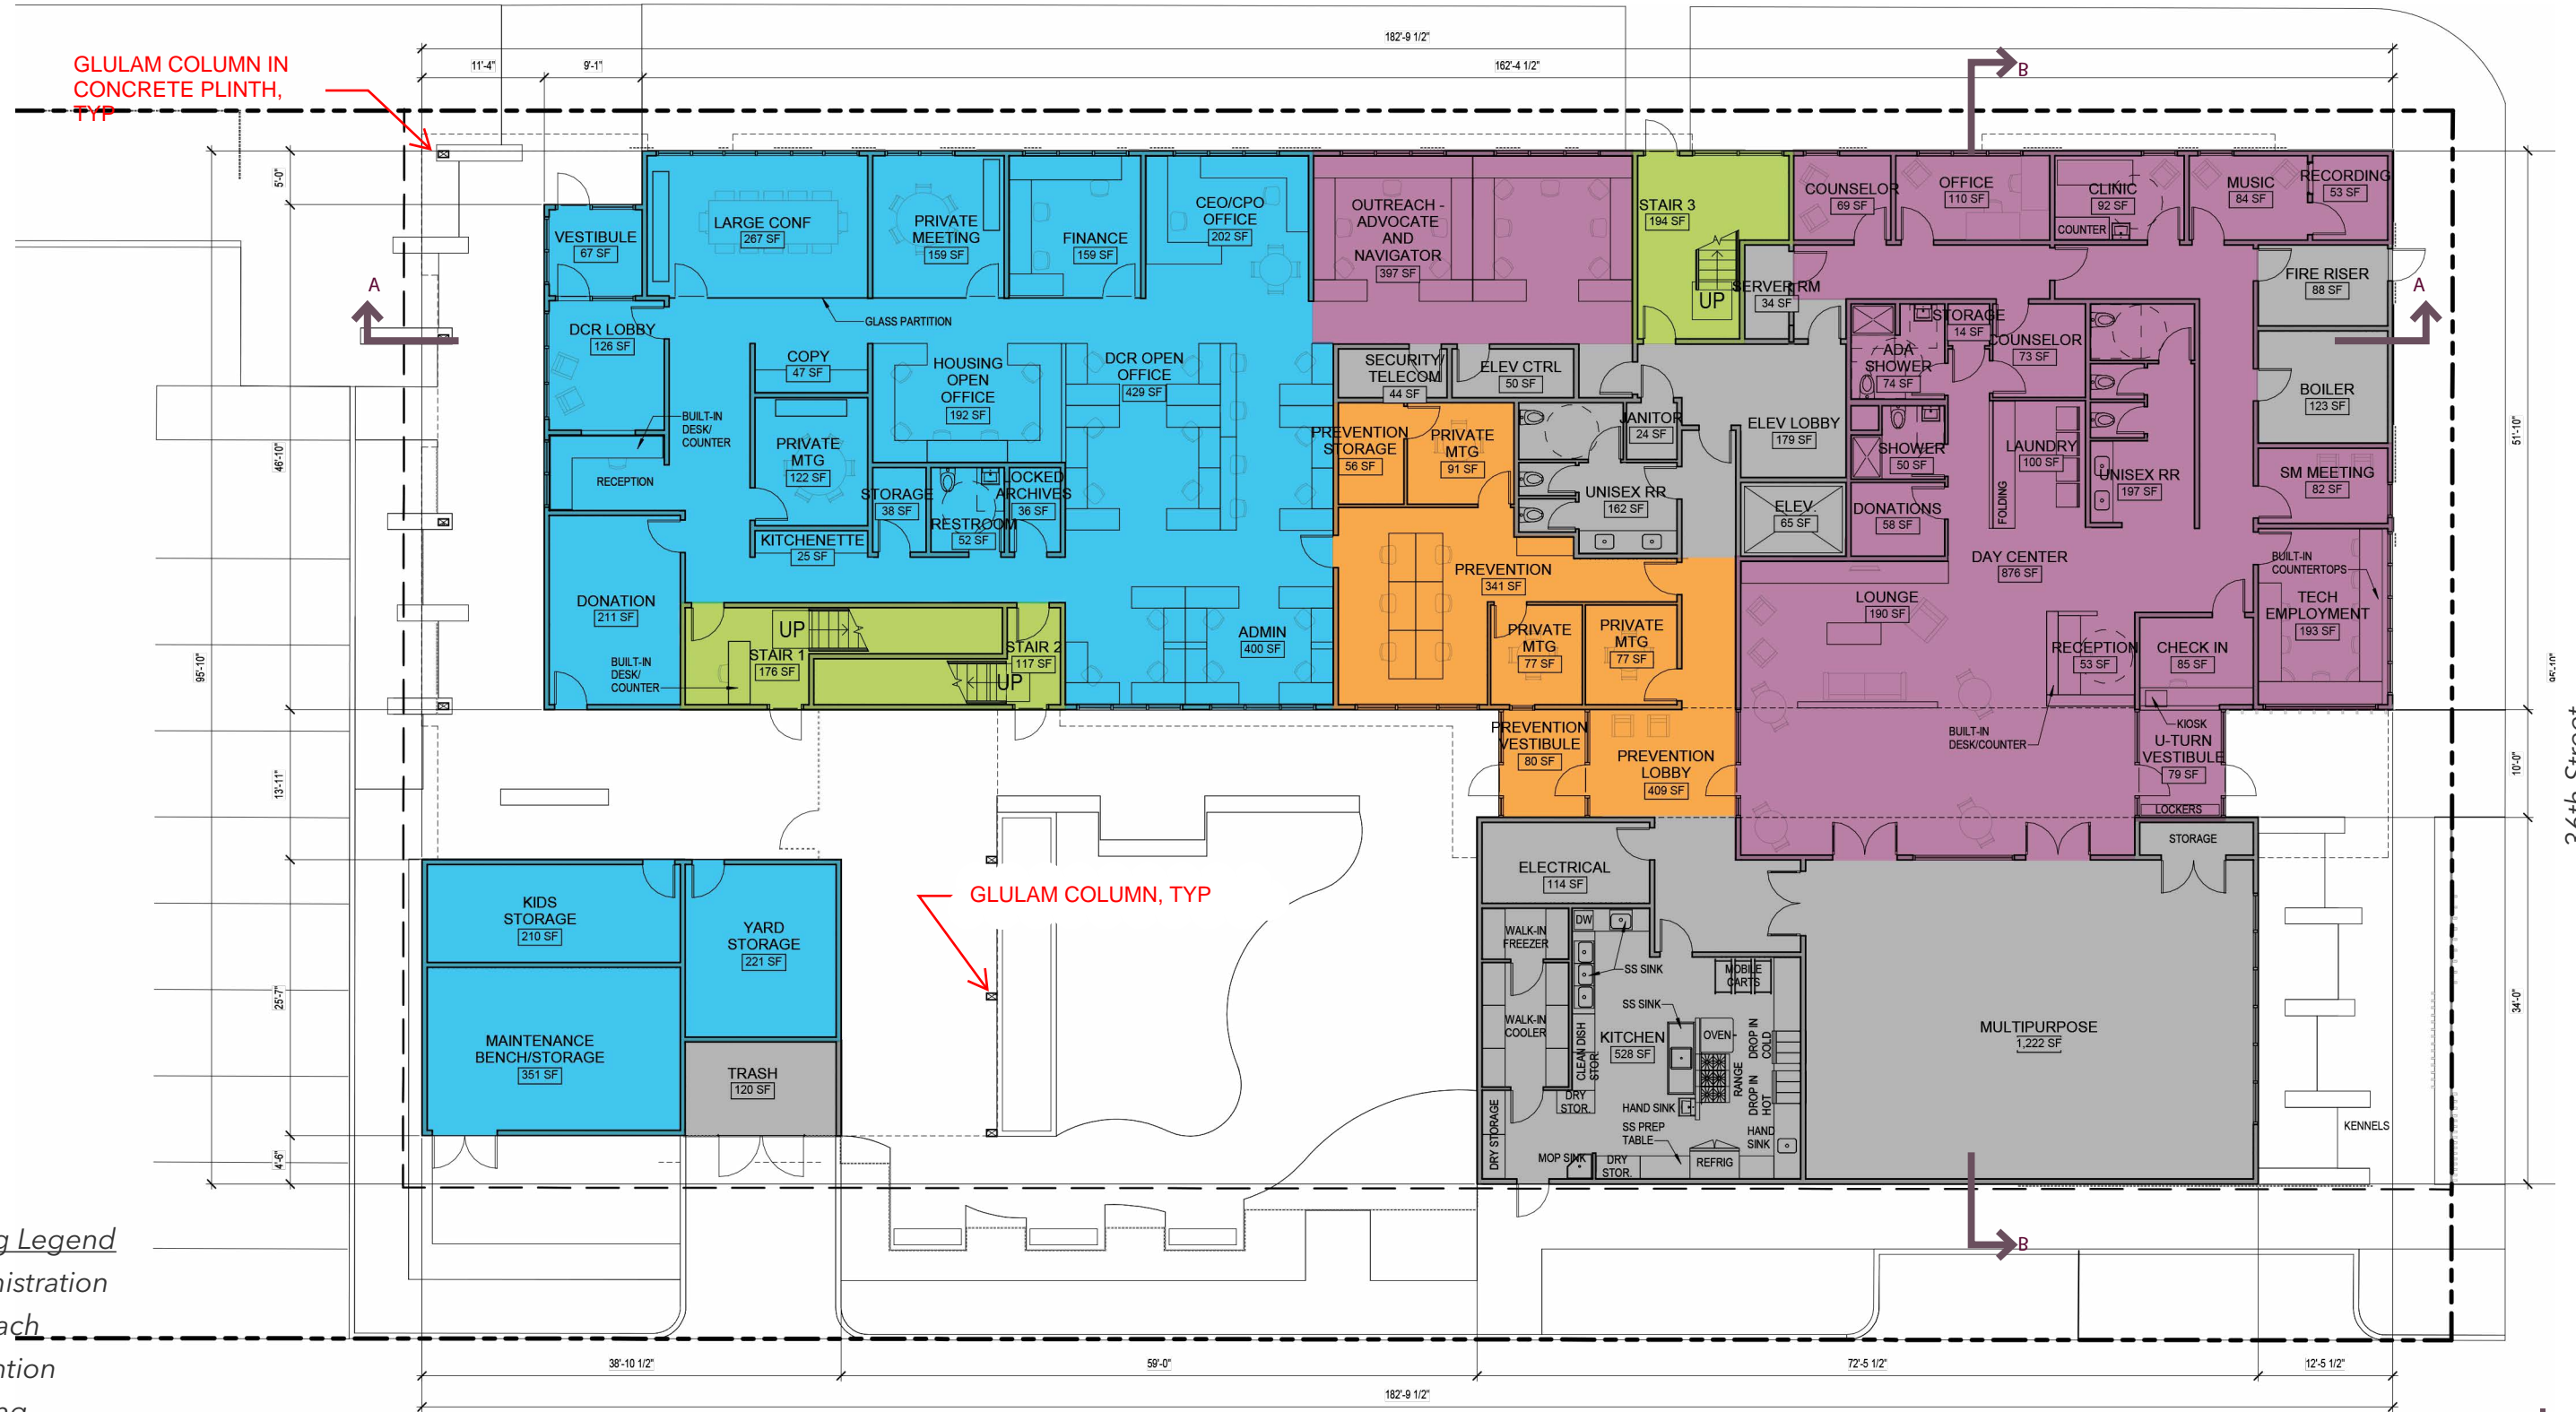 182'-9 1/2"
11'-4"
9'-1"
162'-4 1/2"
B
GLULAM COLUMN IN
CONCRETE PLINTH,
TYP
5'-0"
46'-10"
95'-10"
13'-11"
25'-7"
4'-6"
A
VESTIBULE
67 SF
LARGE CONF
267 SF
PRIVATE
MEETING
159 SF
FINANCE
159 SF
CEO/CPO
OFFICE
202 SF
OUTREACH -
ADVOCATE
AND
NAVIGATOR
397 SF
STAIR 3
194 SF
UP
SERVER RM
34 SF
COUNSELOR
69 SF
OFFICE
110 SF
CLINIC
92 SF
COUNTER
MUSIC
84 SF
RECORDING
53 SF
FIRE RISER
88 SF
A
BOILER
123 SF
DCR LOBBY
126 SF
GLASS PARTITION
COPY
47 SF
HOUSING
OPEN
OFFICE
192 SF
DCR OPEN
OFFICE
429 SF
SECURITY/
TELECOM
44 SF
ELEV CTRL
50 SF
JANITOR
24 SF
ELEV LOBBY
179 SF
ADA
SHOWER
74 SF
STORAGE
14 SF
COUNSELOR
73 SF
BUILT-IN
DESK/
COUNTER
PRIVATE
MTG
122 SF
PREVENTION
STORAGE
56 SF
PRIVATE
MTG
91 SF
SHOWER
50 SF
LAUNDRY
100 SF
FOLDING
UNISEX RR
197 SF
SM MEETING
82 SF
RECEPTION
STORAGE
38 SF
RESTROOM
52 SF
LOCKED
ARCHIVES
36 SF
UNISEX RR
162 SF
ELEV.
65 SF
DONATIONS
58 SF
KITCHENETTE
25 SF
PREVENTION
341 SF
DAY CENTER
876 SF
BUILT-IN
COUNTERTOPS
DONATION
211 SF
UP
STAIR 1
176 SF
STAIR 2
117 SF
UP
BUILT-IN
DESK/
COUNTER
ADMIN
400 SF
PRIVATE
MTG
77 SF
PRIVATE
MTG
77 SF
LOUNGE
190 SF
RECEPTION
53 SF
CHECK IN
85 SF
TECH
EMPLOYMENT
193 SF
PREVENTION
VESTIBULE
80 SF
PREVENTION
LOBBY
409 SF
BUILT-IN
DESK/COUNTER
KIOSK
U-TURN
VESTIBULE
79 SF
LOCKERS
STORAGE
51'-10"
95'-10"
10'-0"
34'-0"
36th Street
KIDS
STORAGE
210 SF
YARD
STORAGE
221 SF
MAINTENANCE
BENCH/STORAGE
351 SF
TRASH
120 SF
GLULAM COLUMN, TYP
ELECTRICAL
114 SF
WALK-IN
FREEZER
DW
SS SINK
MOBILE
CARTS
WALK-IN
COOLER
SS SINK
CLEAN DISH
STOR.
KITCHEN
528 SF
OVEN
RANGE
DROP IN
COLD
DROP IN
HOT
DRY
STOR.
HAND SINK
SS PREP
TABLE
HAND
SINK
DRY STORAGE
MOP SINK
DRY
STOR.
REFRIG
MULTIPURPOSE
1,222 SF
KENNELS
B
g Legend
nistration
ach
ntion
ng
38'-10 1/2"
59'-0"
72'-5 1/2"
12'-5 1/2"
182'-9 1/2"